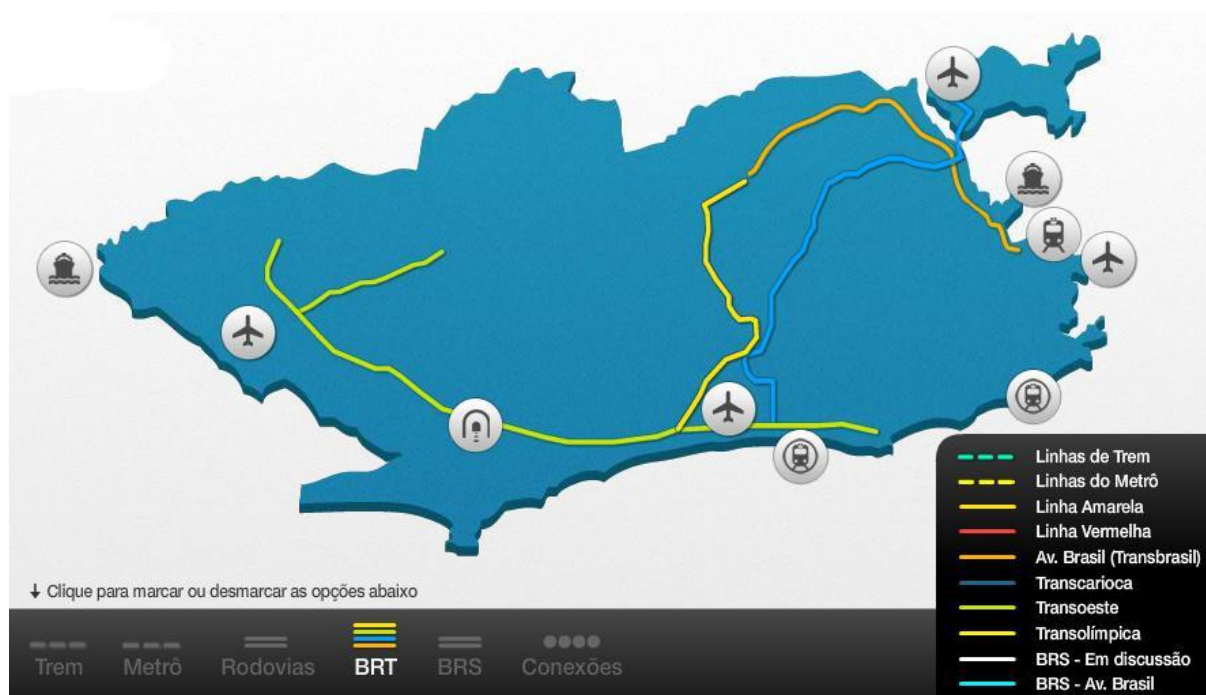 Linhas de Trem
Linhas do Metrô
Linha Amarela
Linha Vermelha
Av. Brasil (Transbrasil)
Transcarioca
Transoeste
Transolímpica
BRS - Em discussão
BRS - Av. Brasil
↓ Clique para marcar ou desmarcar as opções abaixo
Trem Metrô Rodovias BRT BRS Conexões